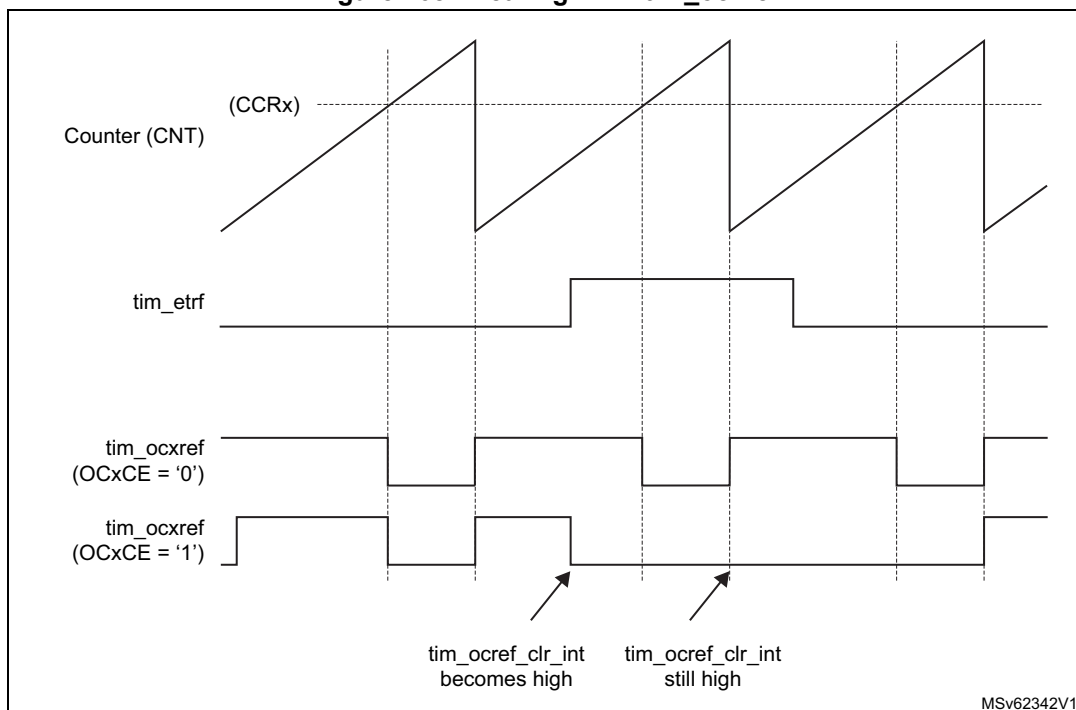 (CCRx)
Counter (CNT)
tim_etrf
tim_ocxref
(OCxCE = ‘0’)
tim_ocxref
(OCxCE = ‘1’)
tim_ocref_clr_int
becomes high
tim_ocref_clr_int
still high
MSv62342V1